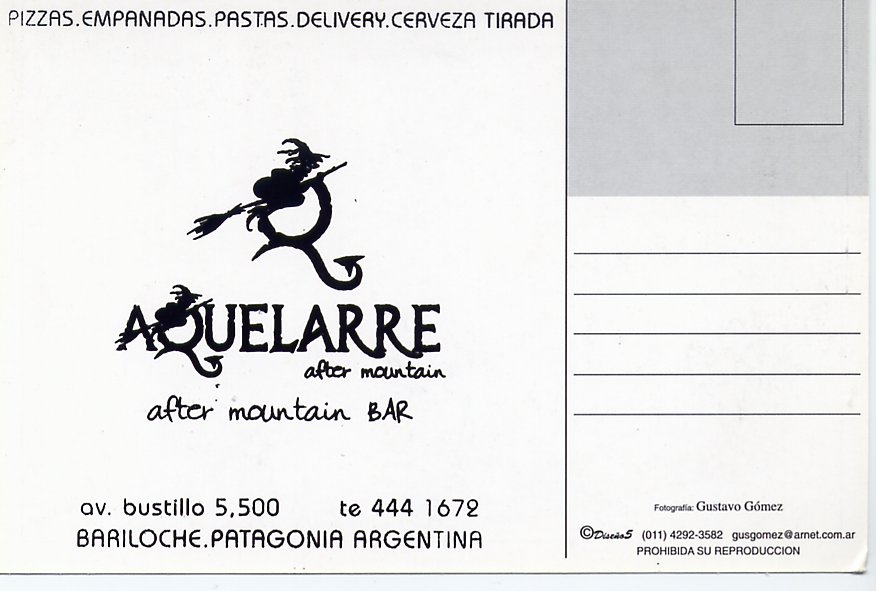 PIZZAS.EMPANADAS.PASTAS.DELIVERY.CERVEZA TIRADA
AQUELARRE
after mountain
after mountain BAR
av. bustillo 5,500 te 444 1672
BARILOCHE.PATAGONIA ARGENTINA
Fotografía: Gustavo Gómez
©Diseño5 (011) 4292-3582 gusgomez@arnet.com.ar
PROHIBIDA SU REPRODUCCION